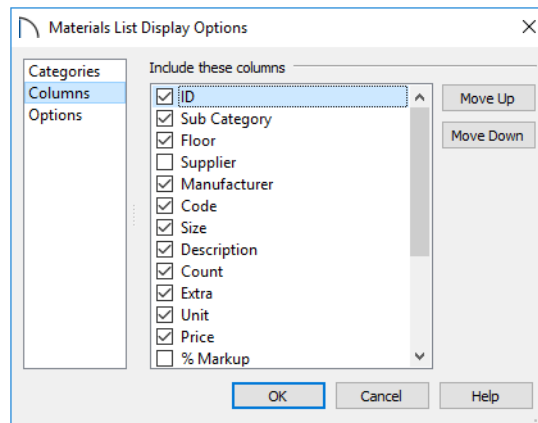 Materials List Display Options
Categories
Columns
Options
Include these columns
ID
Sub Category
Floor
Supplier
Manufacturer
Code
Size
Description
Count
Extra
Unit
Price
% Markup
Move Up
Move Down
OK
Cancel
Help